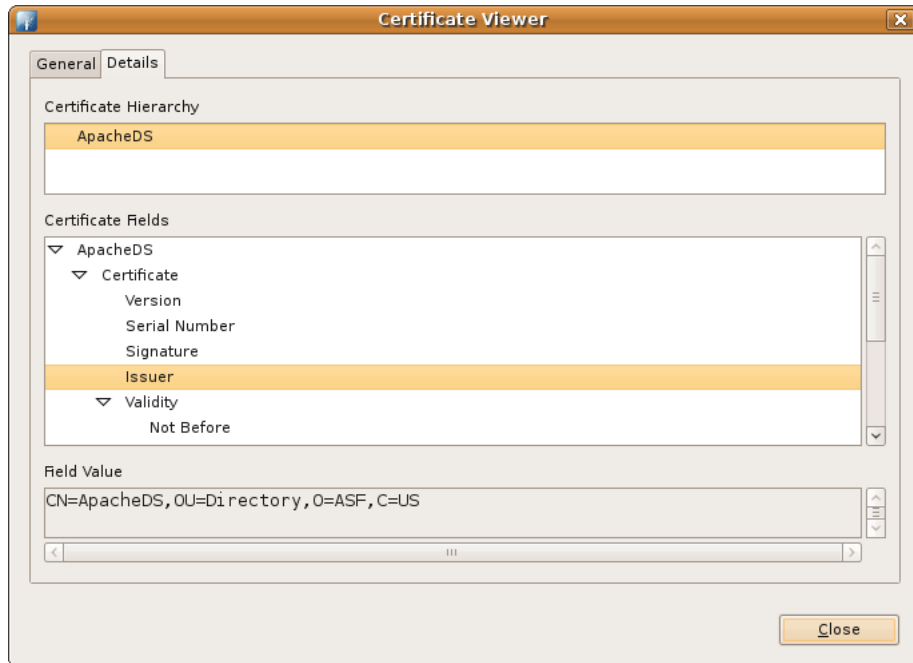 Certificate Viewer
General Details
Certificate Hierarchy
ApacheDS
Certificate Fields
ApacheDS
Certificate
Version
Serial Number
Signature
Issuer
Validity
Not Before
Field Value
CN=ApacheDS,OU=Directory,O=ASF,C=US
Close